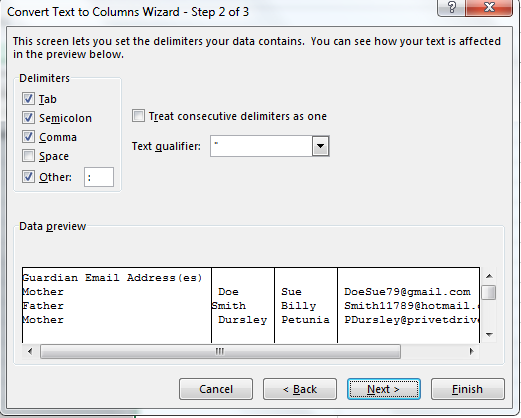 Convert Text to Columns Wizard - Step 2 of 3
This screen lets you set the delimiters your data contains. You can see how your text is affected
in the preview below.
Delimiters
Tab
Semicolon
Comma
Space
Other: :
Treat consecutive delimiters as one
Text qualifier: "
Data preview
Guardian Email Address(es)
Mother Doe Sue DoeSue79@gmail.com
Father Smith Billy Smith11789@hotmail.
Mother Dursley Petunia PDursley@privetdrive
Cancel < Back Next > Finish